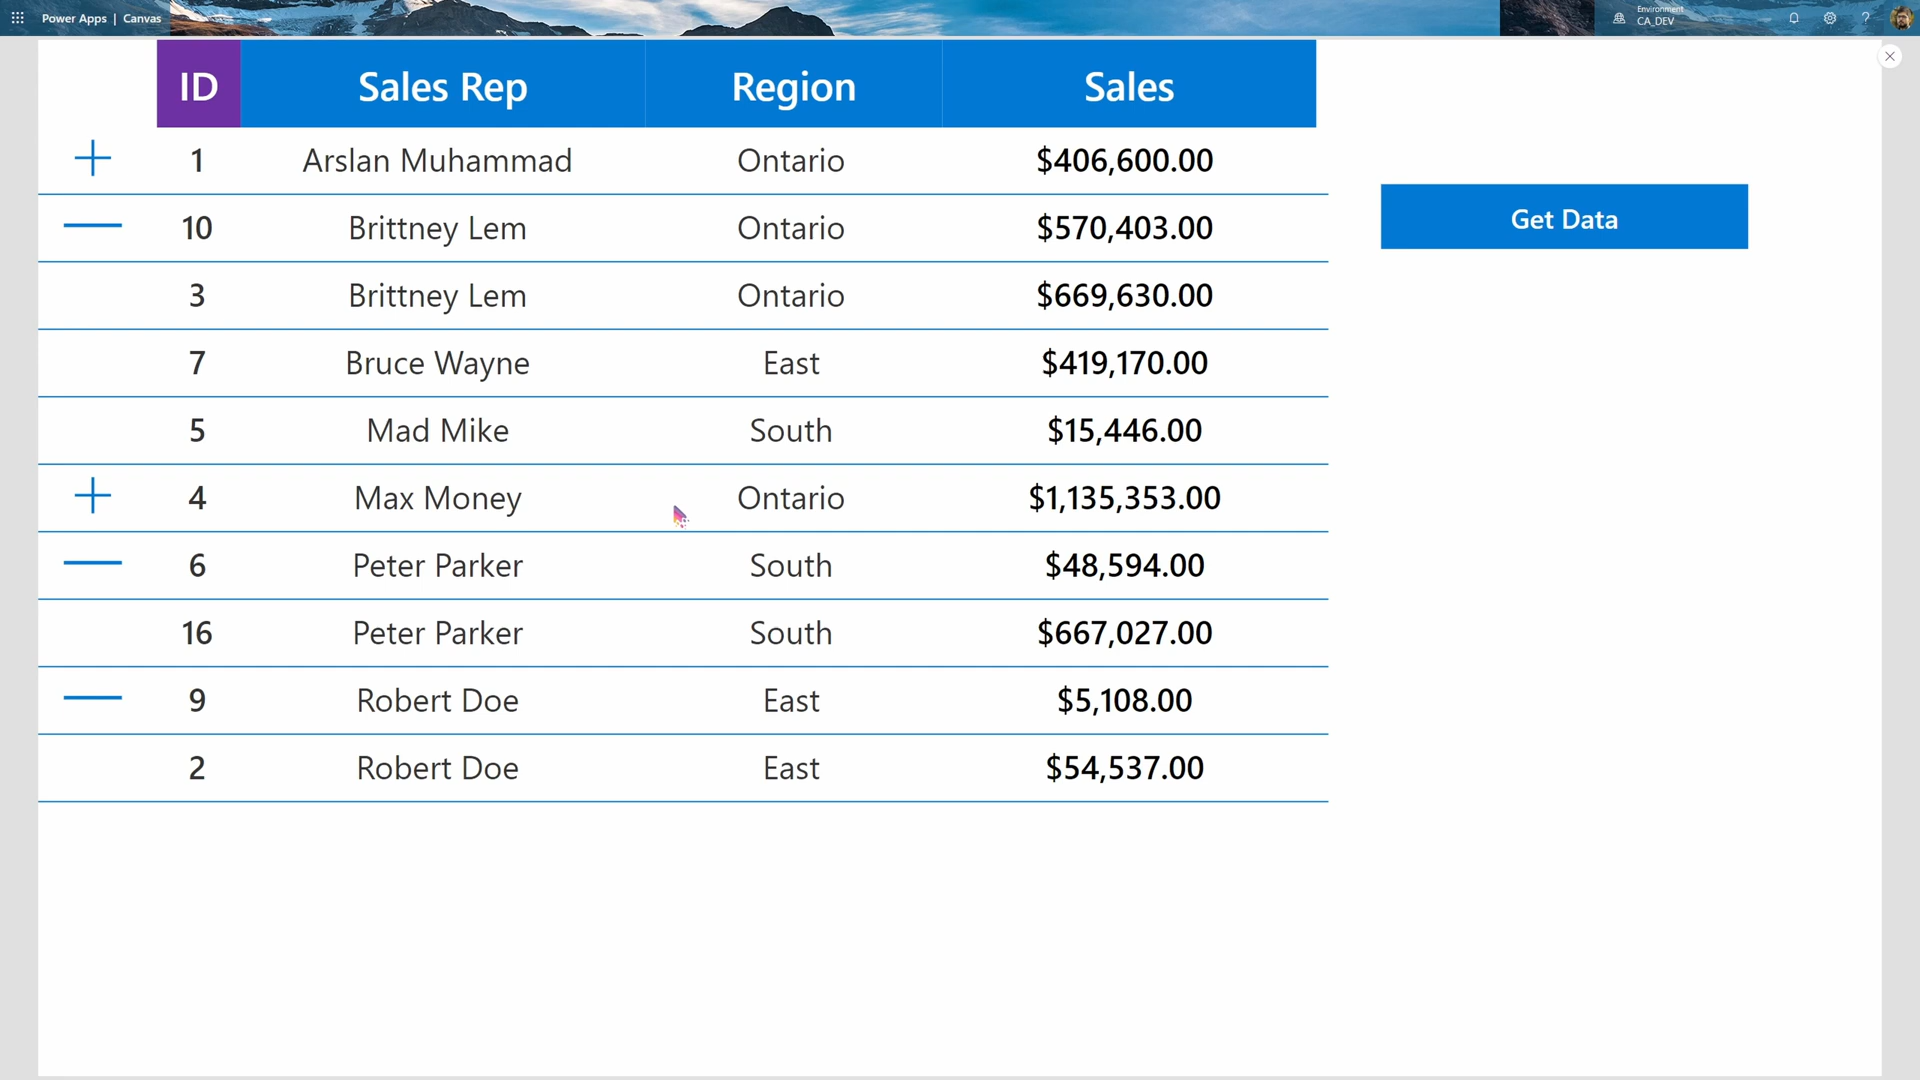 Power Apps | Canvas
Environment
CA_DEV
ID Sales Rep Region Sales
1 Arslan Muhammad Ontario $406,600.00
10 Brittney Lem Ontario $570,403.00
Get Data
3 Brittney Lem Ontario $669,630.00
7 Bruce Wayne East $419,170.00
5 Mad Mike South $15,446.00
4 Max Money Ontario $1,135,353.00
6 Peter Parker South $48,594.00
16 Peter Parker South $667,027.00
9 Robert Doe East $5,108.00
2 Robert Doe East $54,537.00